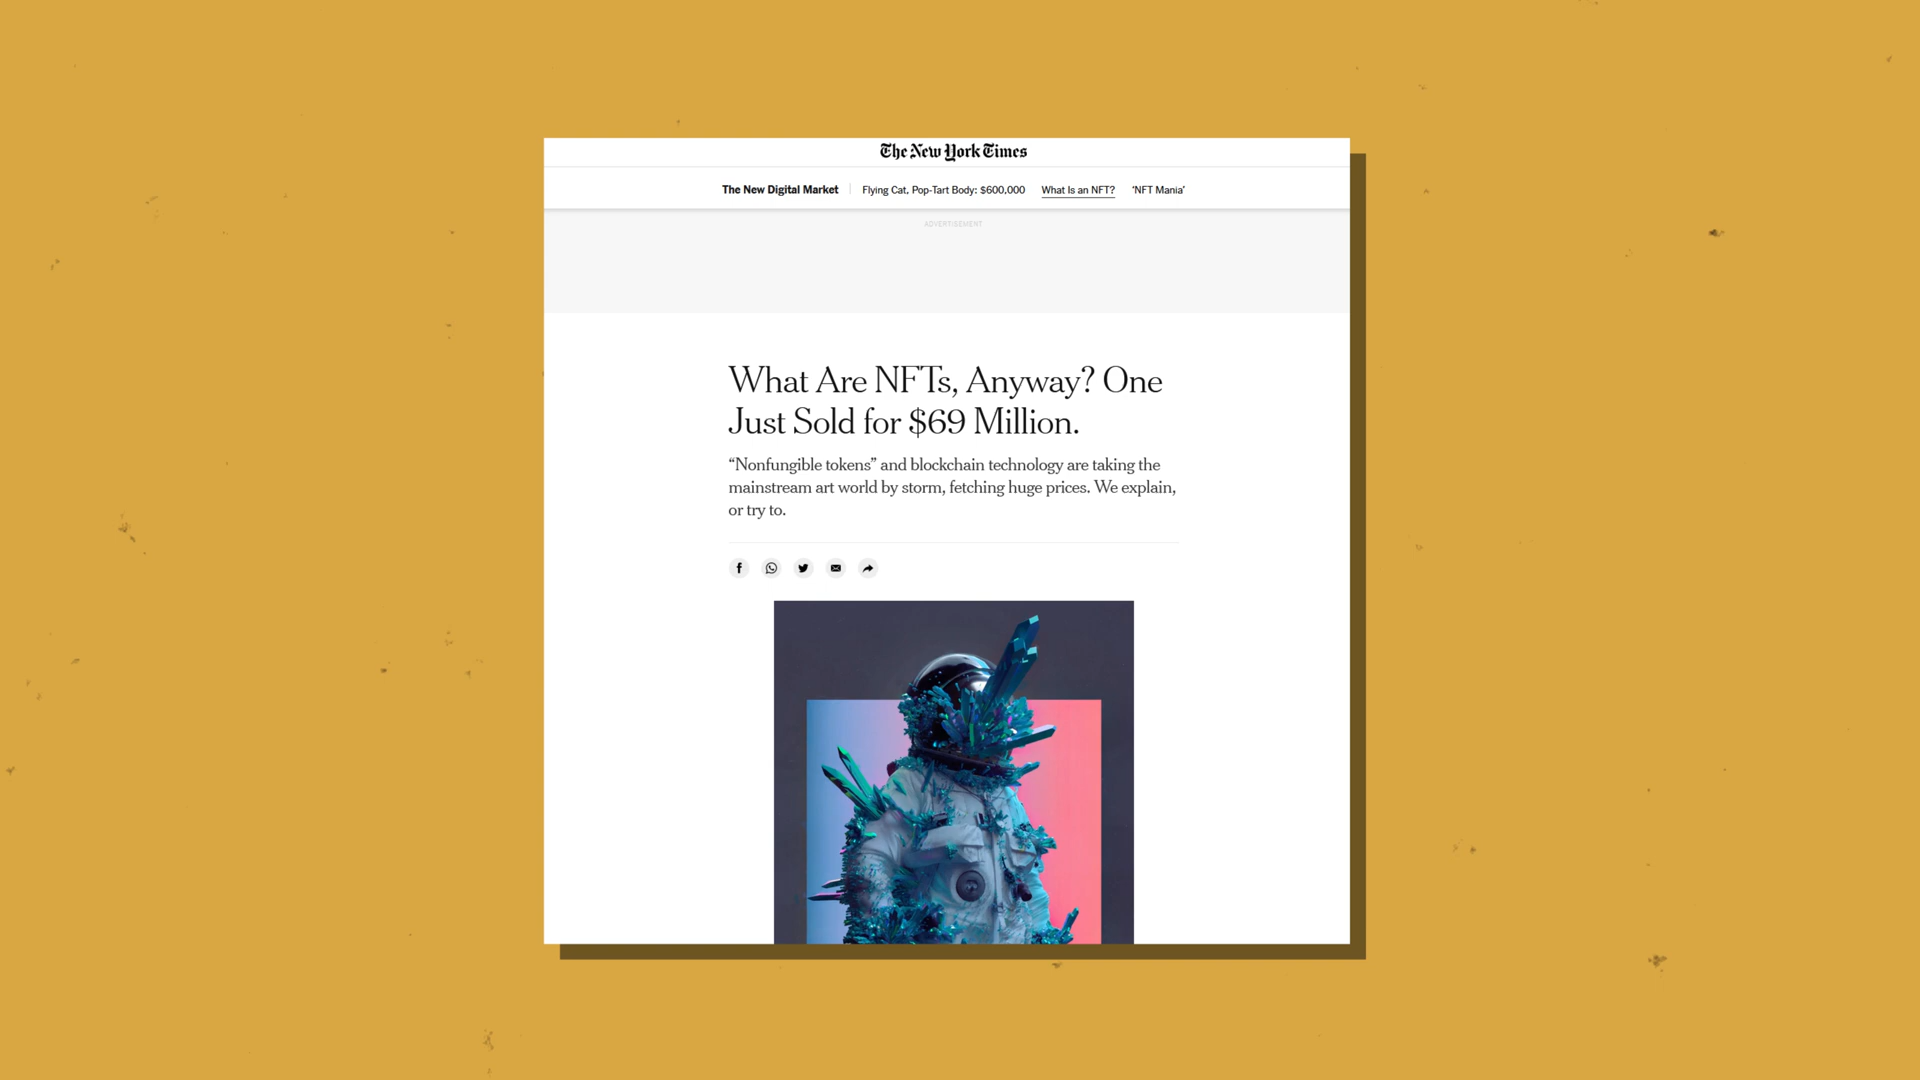 The New York Times
The New Digital Market
Flying Cat, Pop-Tart Body: $600,000
What Is an NFT?
‘NFT Mania’
ADVERTISEMENT
What Are NFTs, Anyway? One
Just Sold for $69 Million.
“Nonfungible tokens” and blockchain technology are taking the
mainstream art world by storm, fetching huge prices. We explain,
or try to.